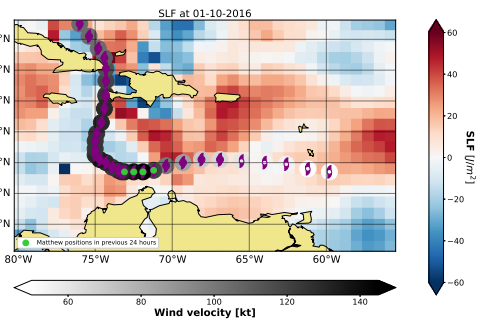 SLF at 01-10-2016
°N
°N
°N
°N
°N
°N
°N
Matthew positions in previous 24 hours
80°W 75°W 70°W 65°W 60°W
60 80 100 120 140
Wind velocity [kt]
60
40
20
0
−20
−40
−60
SLF [J/m²]